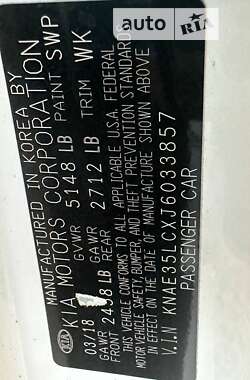 auto RIA
MANUFACTURED IN KOREA BY
KIA MOTORS CORPORATION
KIA
03/18 GVWR 5148 LB PAINT SWP
GAWR FRONT LB GAWR REAR 2712 LB TRIM WK
THIS VEHICLE CONFORMS TO ALL APPLICABLE U.S.A. FEDERAL
MOTOR VEHICLE SAFETY, BUMPER, AND THEFT PREVENTION STANDARDS
IN EFFECT ON THE DATE OF MANUFACTURE SHOWN ABOVE
V.I.N KNAE35LCXJ6033857
PASSENGER CAR